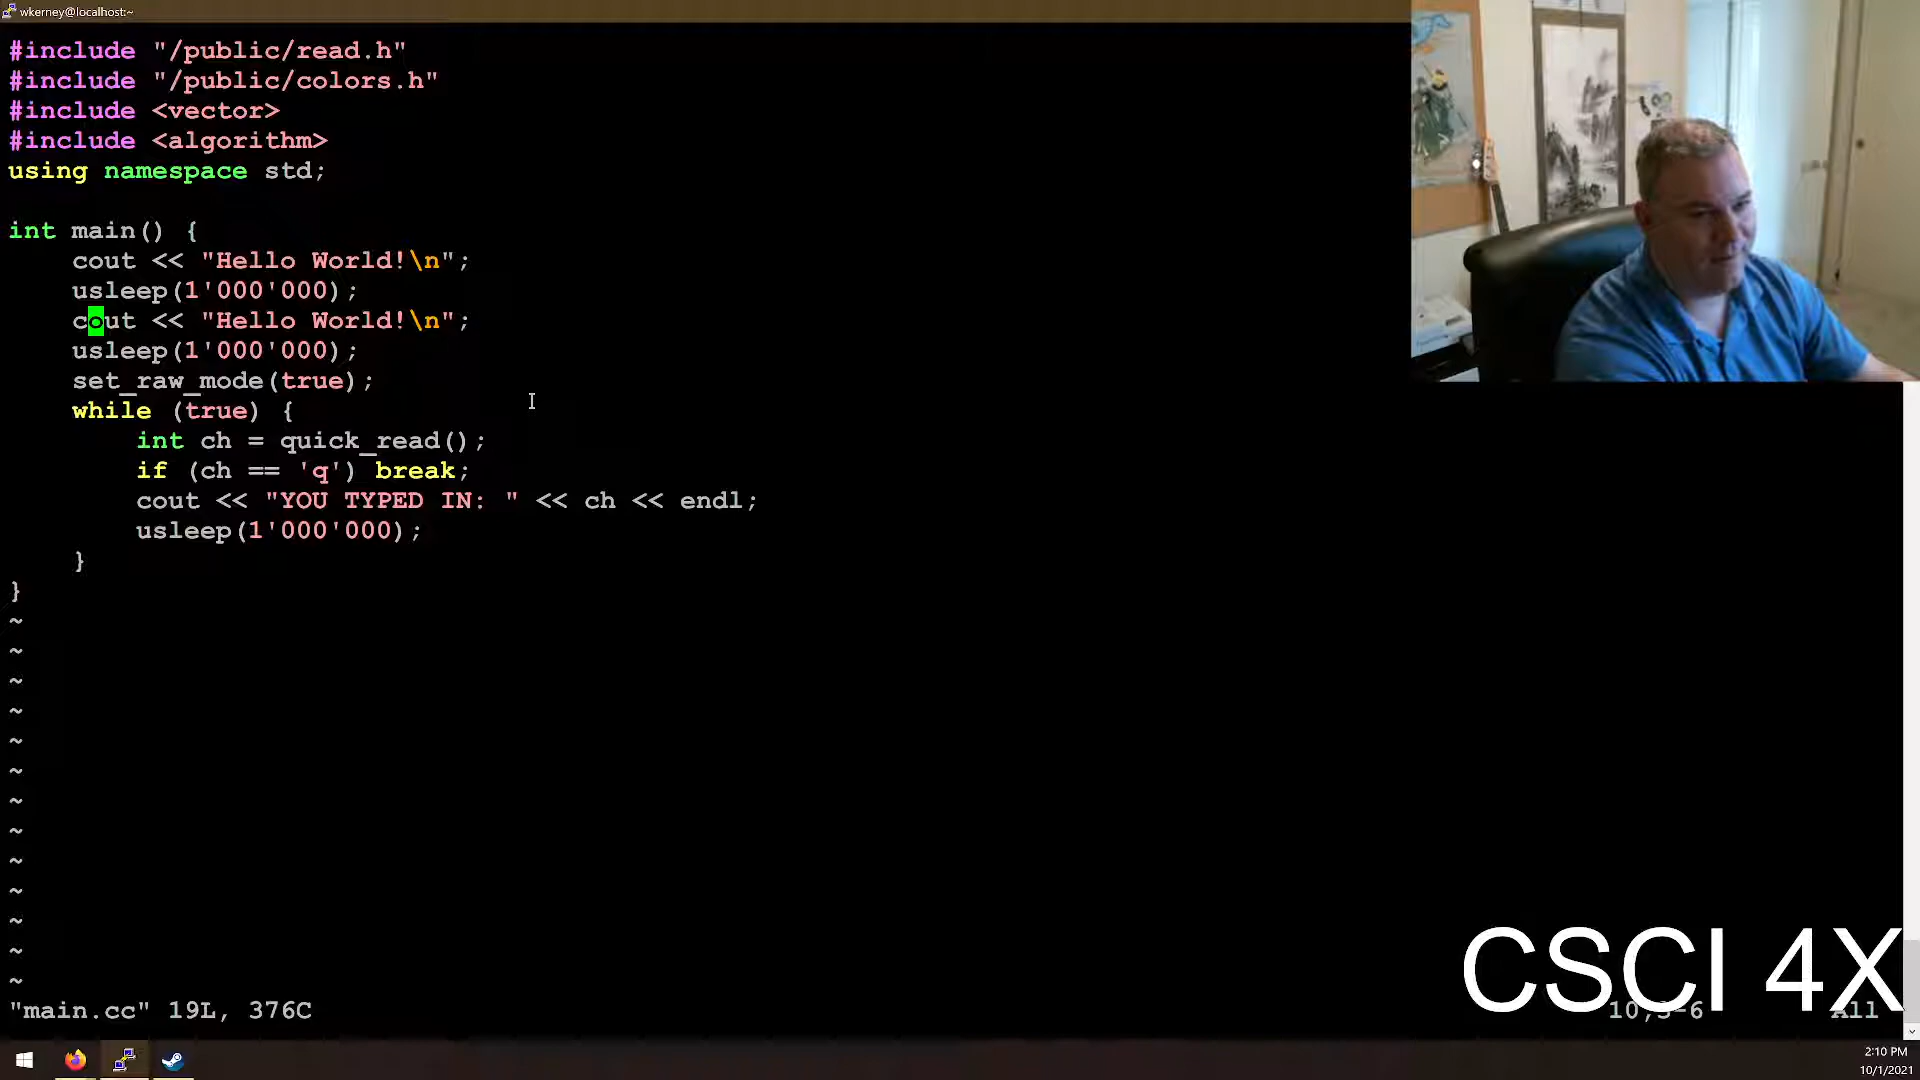 wkerney@localhost:~
#include "/public/read.h"
#include "/public/colors.h"
#include <vector>
#include <algorithm>
using namespace std;
int main() {
cout << "Hello World!\n";
usleep(1'000'000);
cout << "Hello World!\n";
usleep(1'000'000);
set_raw_mode(true);
while (true) {
int ch = quick_read();
if (ch == 'q') break;
cout << "YOU TYPED IN: " << ch << endl;
usleep(1'000'000);
}
}
~
~
~
~
~
~
~
~
~
~
~
~
~
"main.cc" 19L, 376C
All
CSCI 4X
2:10 PM
10/1/2021